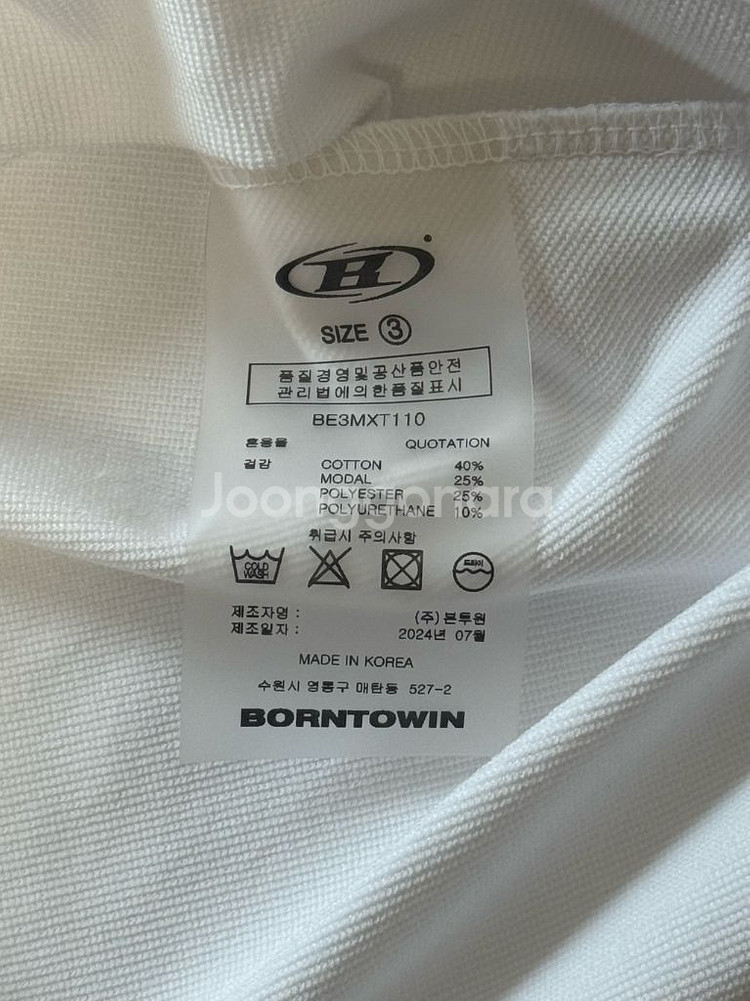 B
SIZE ③
품질경영및공산품안전
관리법에의한품질표시
BE3MXT110
혼용율 QUOTATION
겉감 COTTON 40%
MODAL 25%
POLYESTER 25%
POLYURETHANE 10%
Joonggonara
취급시 주의사항
COLD WASH
드라이
제조자명 : (주)본투윈
제조일자 : 2024년 07월
MADE IN KOREA
수원시 영통구 매탄동 527-2
BORNTOWIN